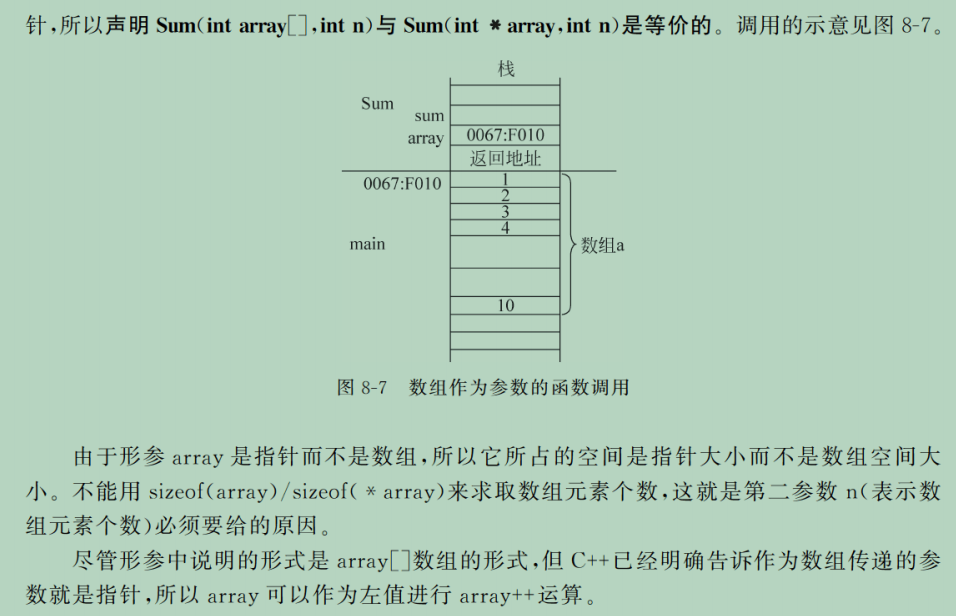 针,所以声明 Sum(int array[],int n)与 Sum(int * array,int n)是等价的。调用的示意见图 8-7。
栈
Sum
sum
array 0067:F010
返回地址
0067:F010 1
2
3
4
main
数组a
10
图 8-7 数组作为参数的函数调用
由于形参 array 是指针而不是数组,所以它所占的空间是指针大小而不是数组空间大
小。不能用 sizeof(array)/sizeof( * array)来求取数组元素个数,这就是第二参数 n(表示数
组元素个数)必须要给的原因。
尽管形参中说明的形式是 array[]数组的形式,但 C++已经明确告诉作为数组传递的参
数就是指针,所以 array 可以作为左值进行 array++运算。